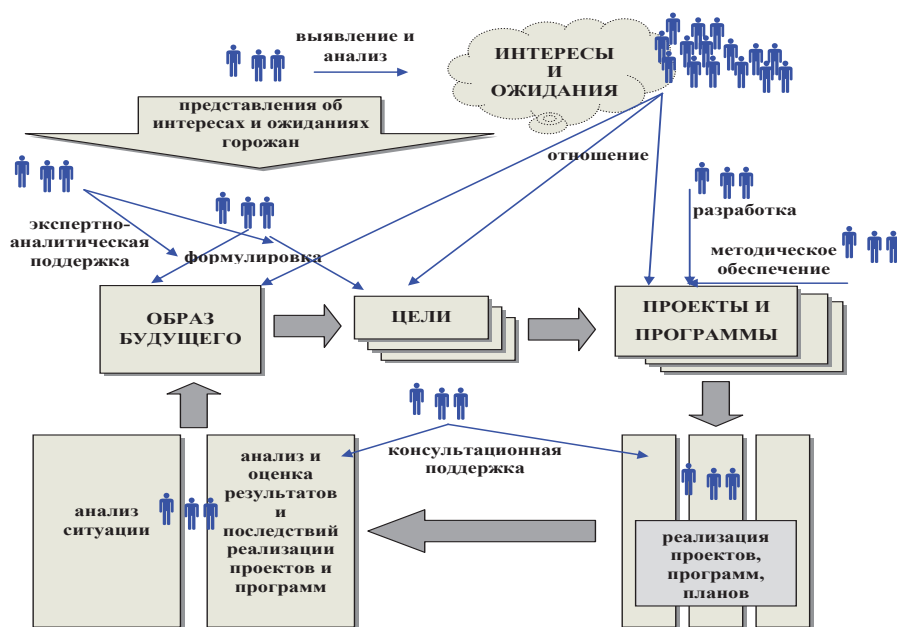 выявление и
анализ
ИНТЕРЕСЫ
И
ОЖИДАНИЯ
представления об
интересах и ожиданиях
горожан
отношение
разработка
экспертно-
аналитическая
поддержка
формулировка
методическое
обеспечение
ОБРАЗ
БУДУЩЕГО
ЦЕЛИ
ПРОЕКТЫ И
ПРОГРАММЫ
анализ
ситуации
анализ и
оценка
результатов
и
последствий
реализации
проектов и
программ
консультационная
поддержка
реализация
проектов,
программ,
планов